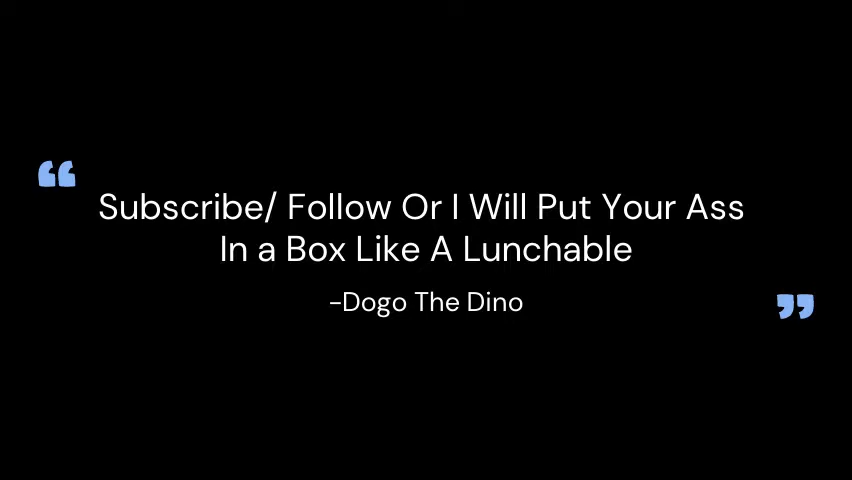 “
Subscribe/ Follow Or I Will Put Your Ass
In a Box Like A Lunchable
-Dogo The Dino
”